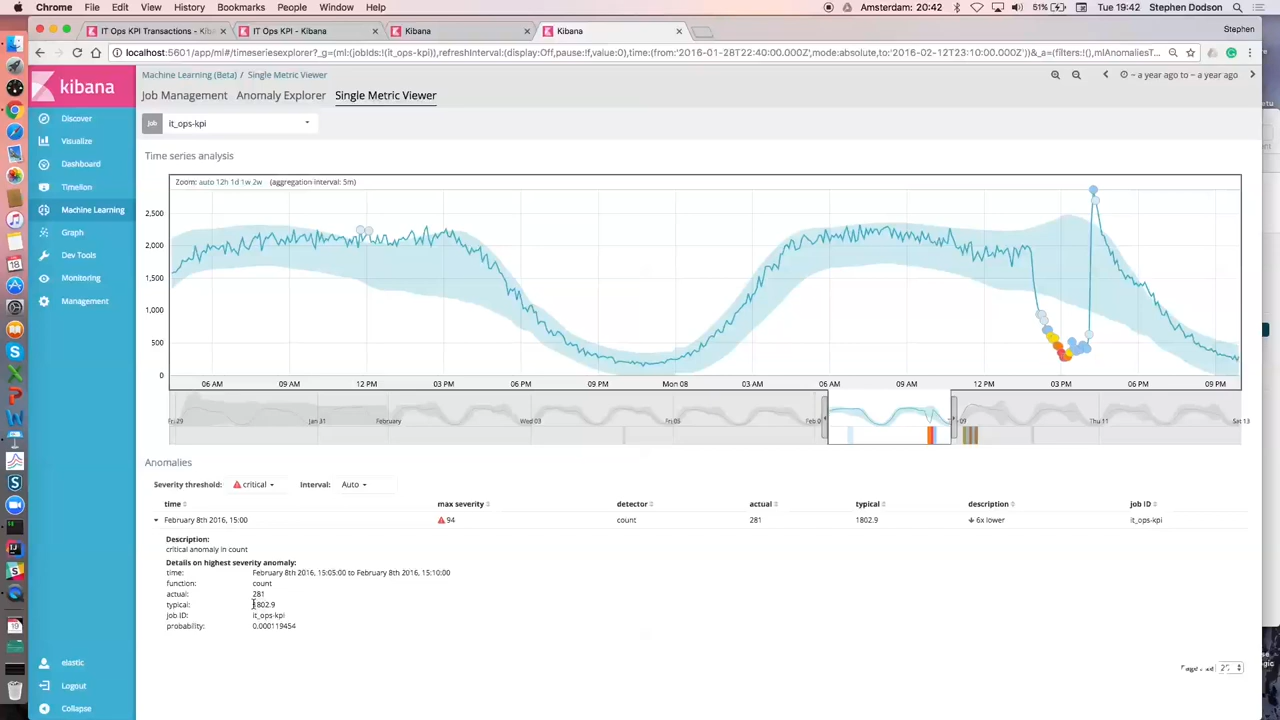 Chrome File Edit View History Bookmarks People Window Help
Amsterdam 20:42 51% Tue 19:42 Stephen Dodson
IT Ops KPI Transactions - Kiba
IT Ops KPI - Kibana
Kibana
Kibana
Stephen
localhost:5601/app/ml#/timeseriesexplorer?_g=(ml:(jobIds:!(it_ops-kpi)),refreshInterval:(display:Off,pause:!f,value:0),time:(from:'2016-01-28T22:40:00.000Z',mode:absolute,to:'2016-02-12T23:10:00.000Z'))&_a=(filters:!(),mlAnomaliesT...
kibana
Discover
Visualize
Dashboard
Timelion
Machine Learning
Graph
Dev Tools
Monitoring
Management
elastic
Logout
Collapse
Machine Learning (Beta) / Single Metric Viewer
~ a year ago to ~ a year ago
Job Management Anomaly Explorer Single Metric Viewer
Job it_ops-kpi
Time series analysis
Zoom: auto 12h 1d 1w 2w (aggregation interval: 5m)
2,500
2,000
1,500
1,000
500
0
06 AM 09 AM 12 PM 03 PM 06 PM 09 PM Mon 08 03 AM 06 AM 09 AM 12 PM 03 PM 06 PM 09 PM
Fri 29 Jan 31 February Wed 03 Fri 05 Feb 0 09 Thu 11 Sat 13
Anomalies
Severity threshold: critical Interval: Auto
time max severity detector actual typical description job ID
February 8th 2016, 15:00 94 count 281 1802.9 6x lower it_ops-kpi
Description:
critical anomaly in count
Details on highest severity anomaly:
time: February 8th 2016, 15:05:00 to February 8th 2016, 15:10:00
function: count
actual: 281
typical: 1802.9
job ID: it_ops-kpi
probability: 0.000119454